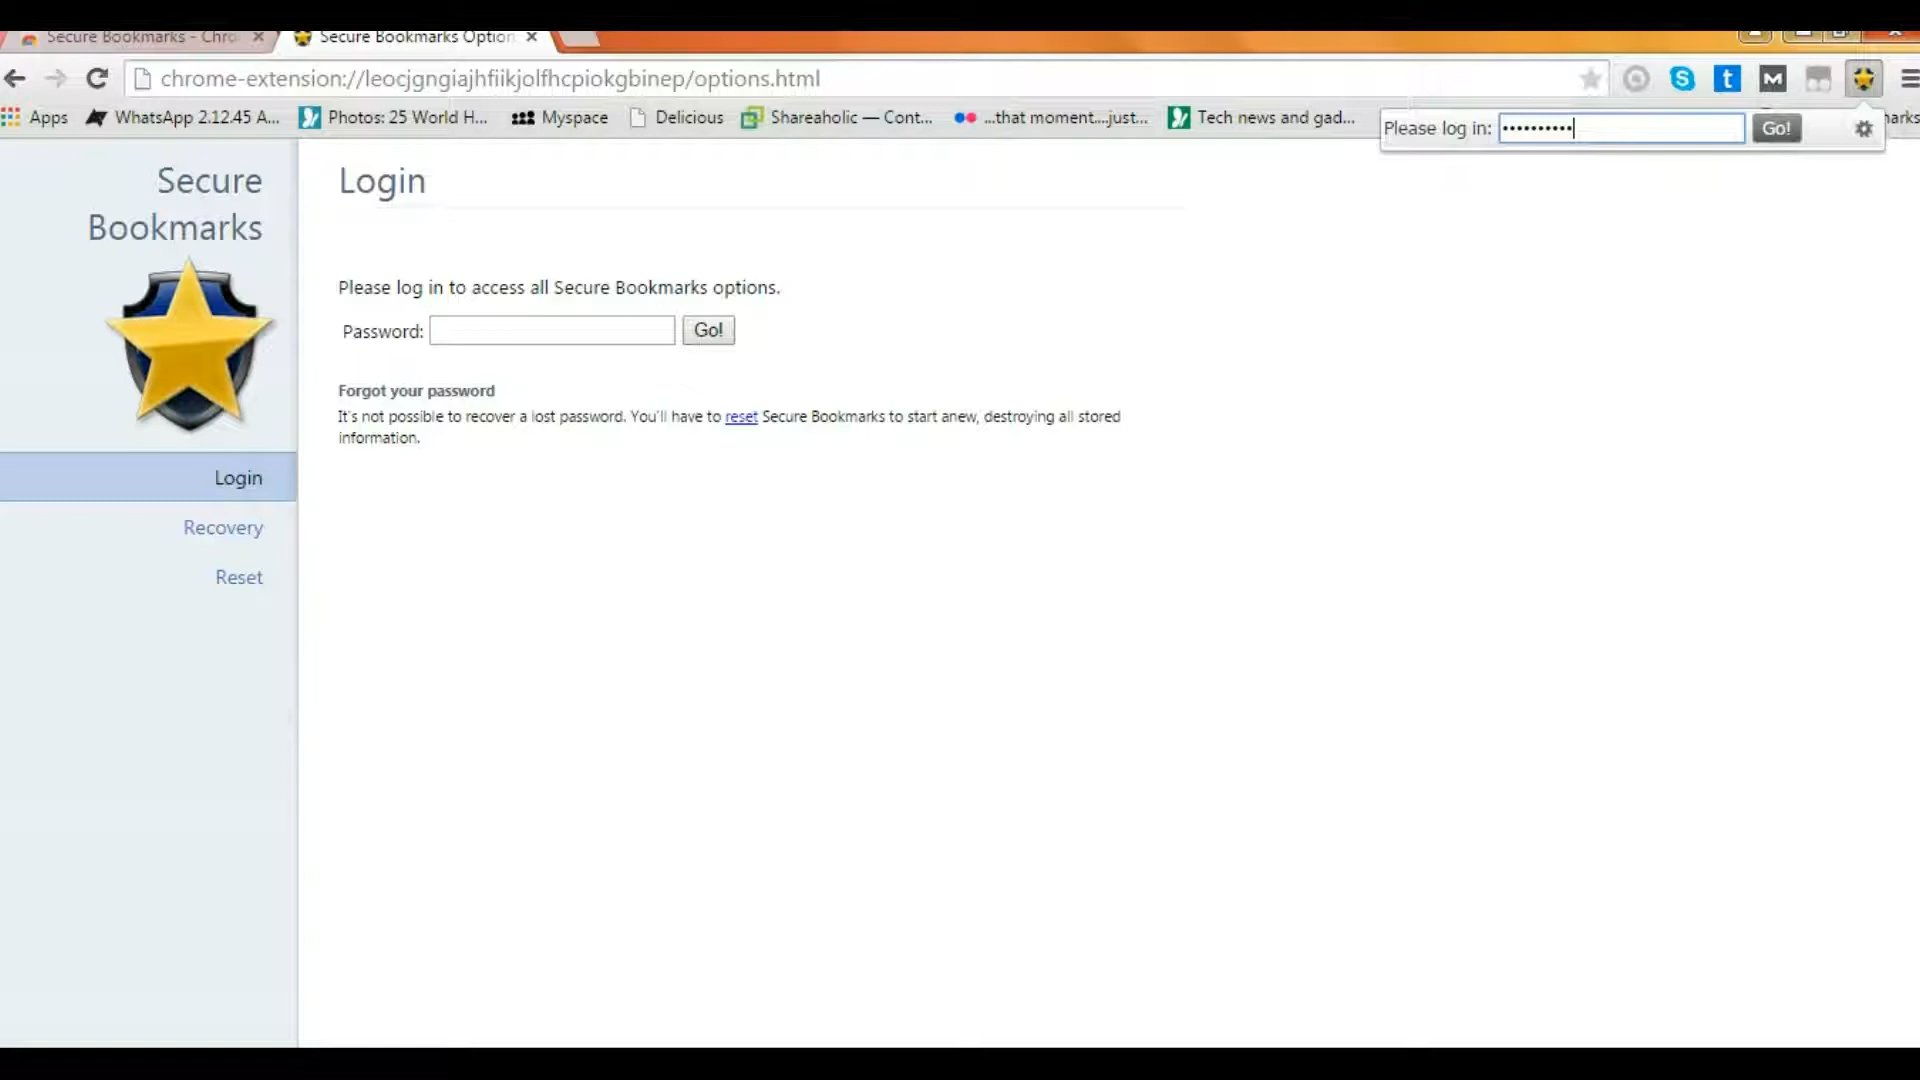 Secure Bookmarks - Chro
Secure Bookmarks Option
chrome-extension://leocjgngiajhfiikjolfhcpiokgbinep/options.html
Apps
WhatsApp 2.12.45 A...
Photos: 25 World H...
Myspace
Delicious
Shareaholic — Cont...
...that moment....just...
Tech news and gad...
arks
Please log in: •••••••••• Go!
Secure
Bookmarks
Login
Please log in to access all Secure Bookmarks options.
Password: Go!
Forgot your password
It's not possible to recover a lost password. You'll have to reset Secure Bookmarks to start anew, destroying all stored
information.
Login
Recovery
Reset